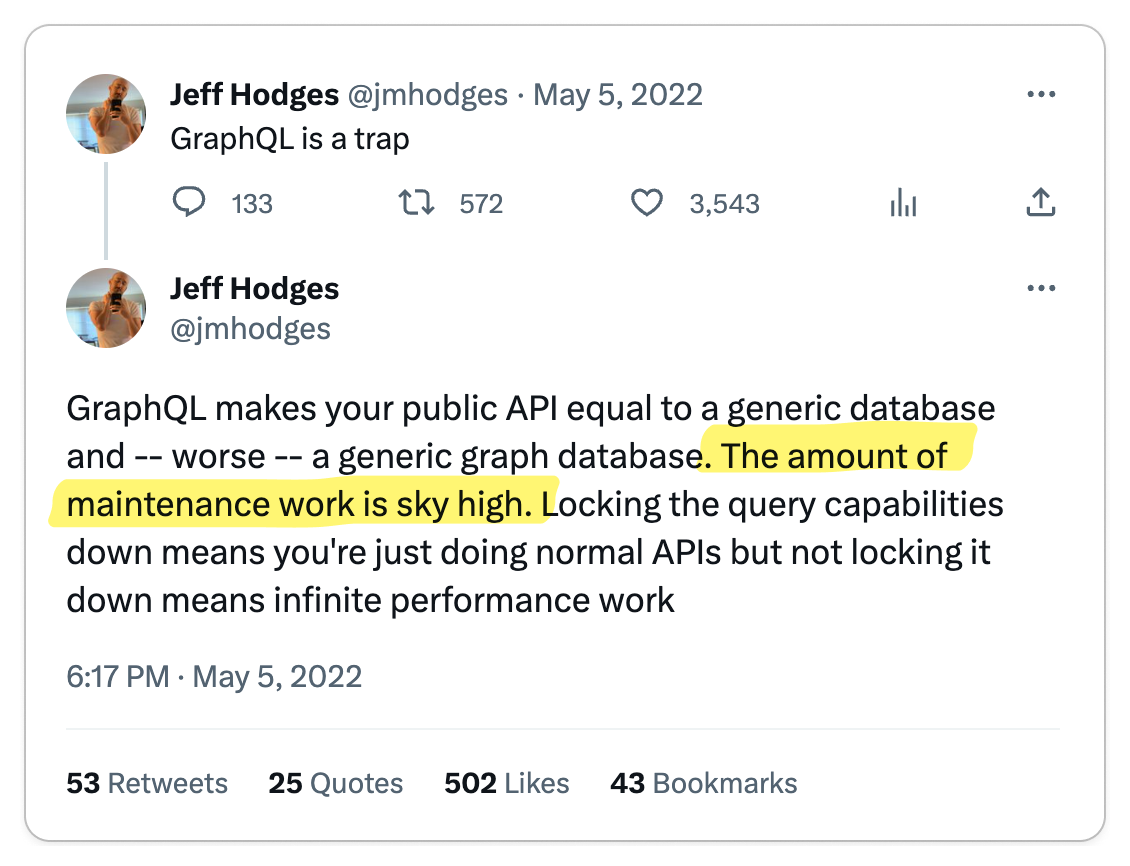 Jeff Hodges @jmhodges · May 5, 2022
GraphQL is a trap
133 572 3,543
Jeff Hodges
@jmhodges
GraphQL makes your public API equal to a generic database
and -- worse -- a generic graph database. The amount of
maintenance work is sky high. Locking the query capabilities
down means you're just doing normal APIs but not locking it
down means infinite performance work
6:17 PM · May 5, 2022
53 Retweets 25 Quotes 502 Likes 43 Bookmarks